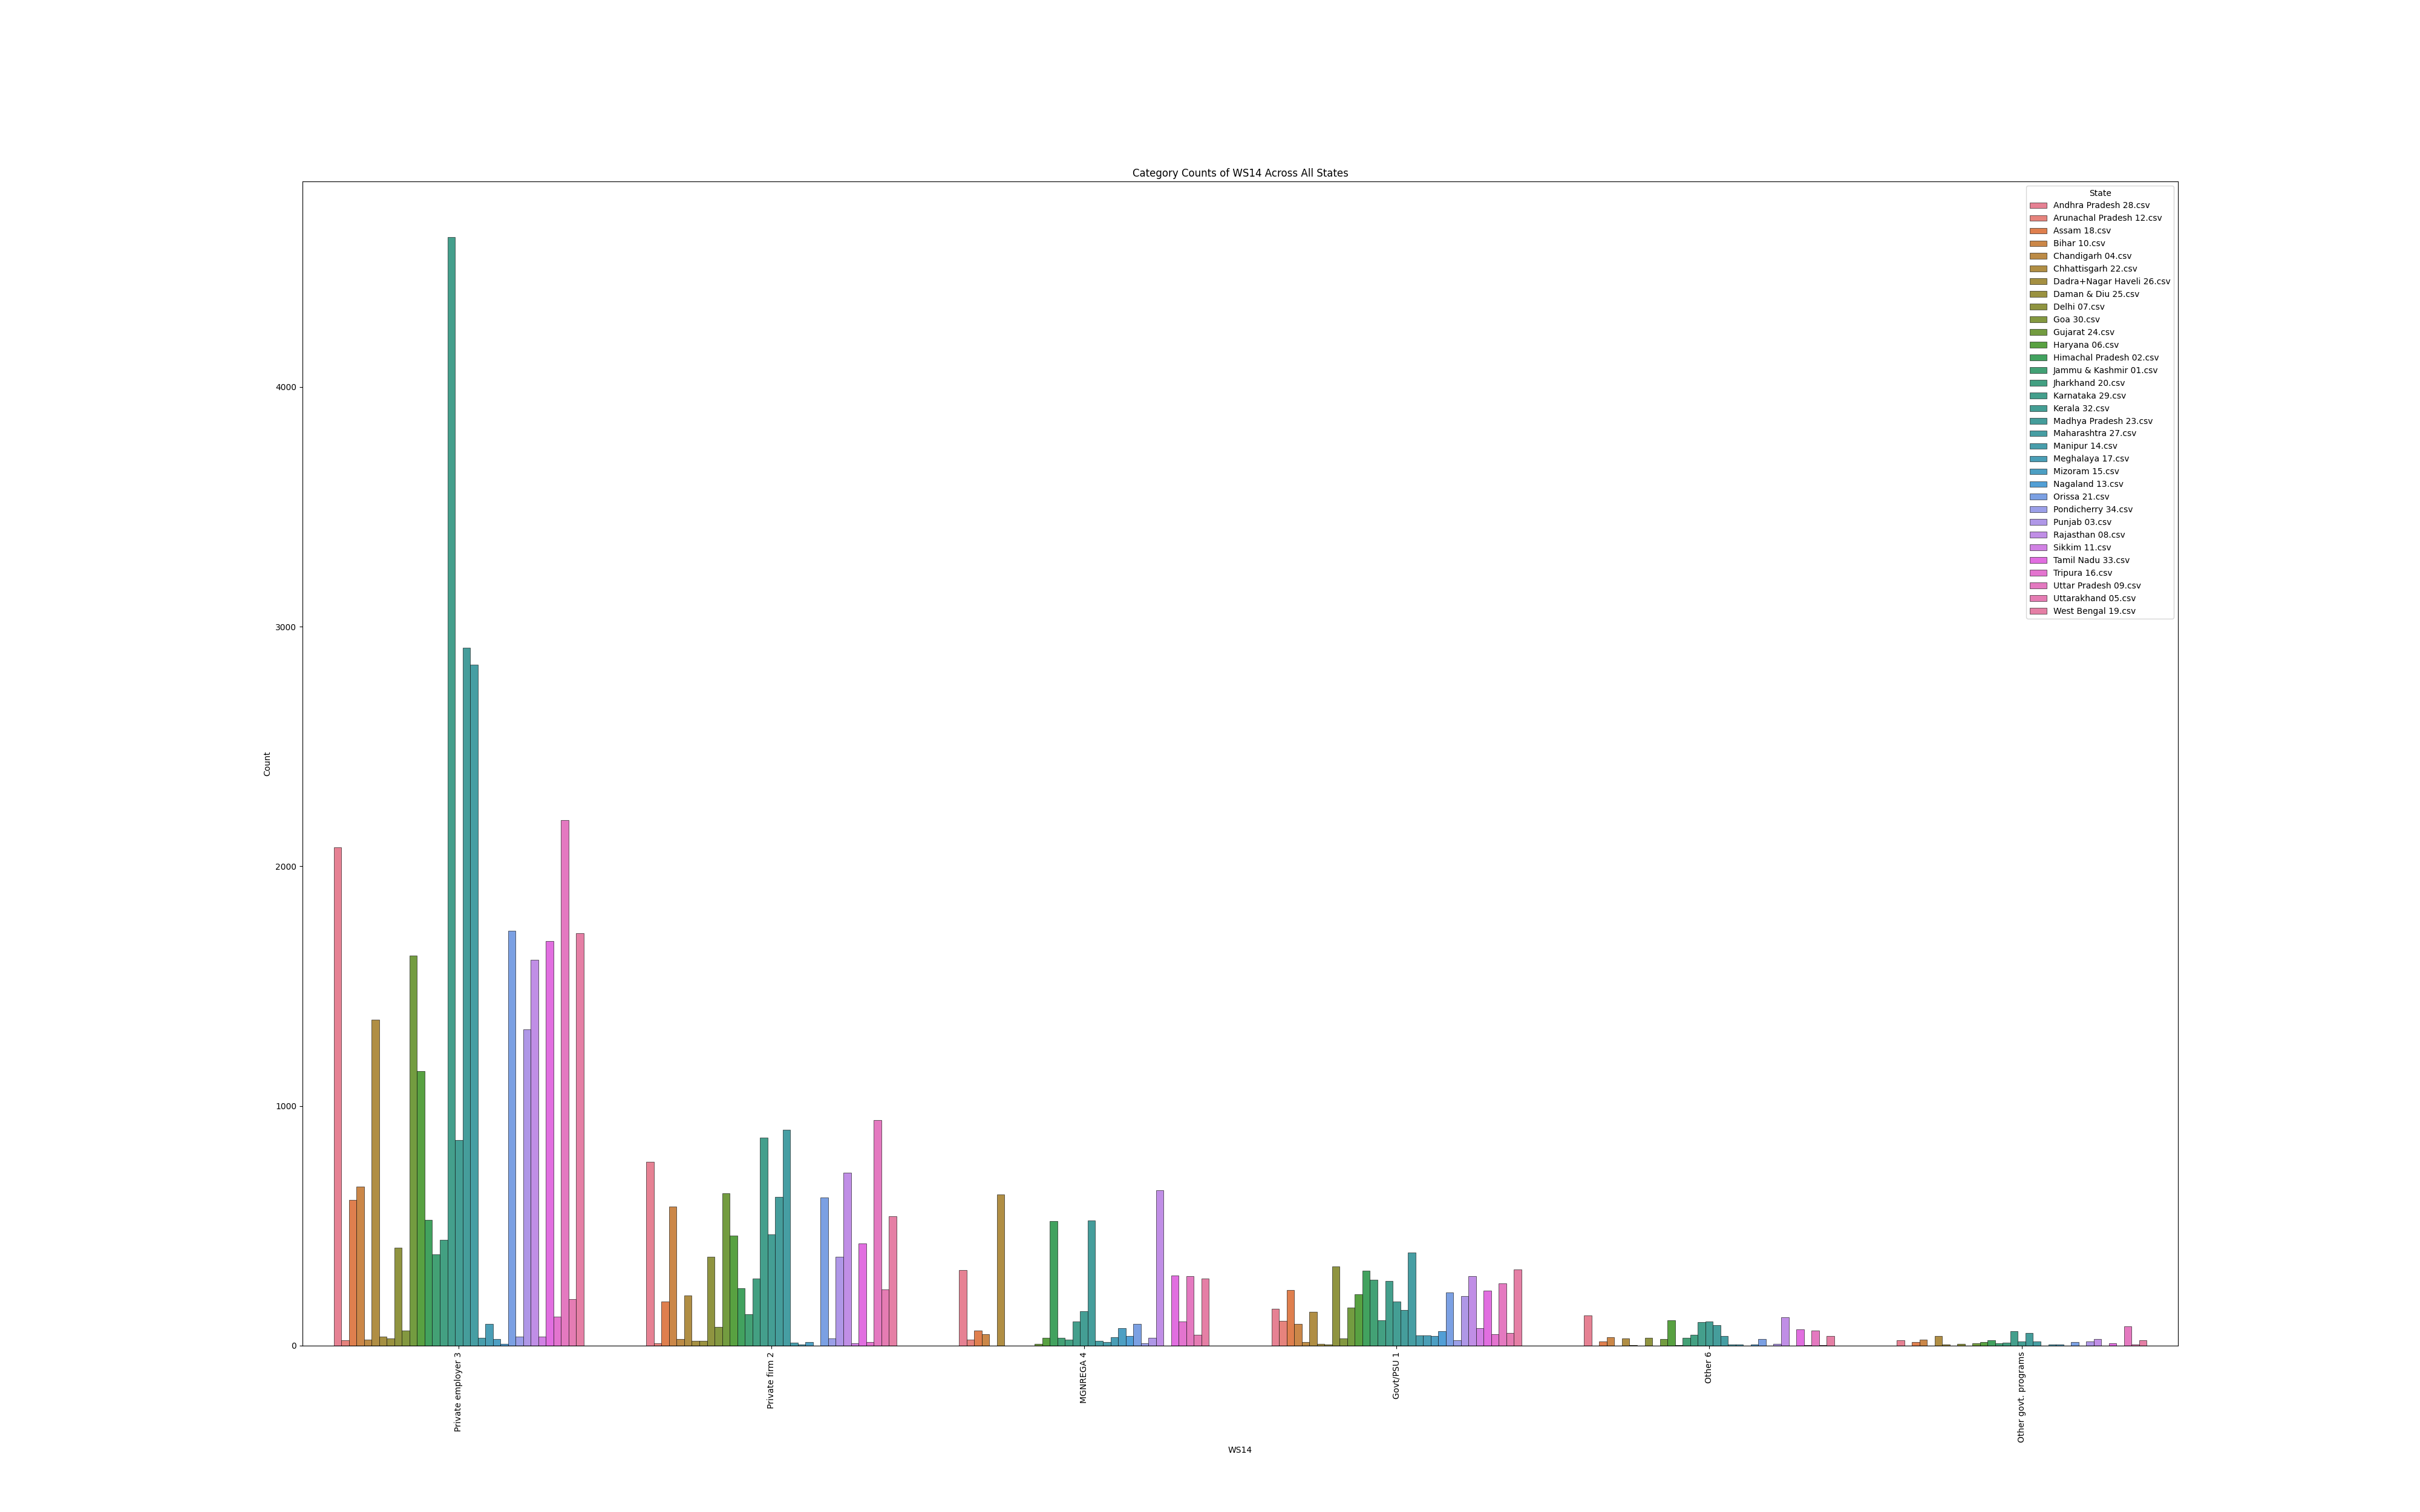 Category Counts of WS14 Across All States
State
Andhra Pradesh 28.csv
Arunachal Pradesh 12.csv
Assam 18.csv
Bihar 10.csv
Chandigarh 04.csv
Chhattisgarh 22.csv
Dadra+Nagar Haveli 26.csv
Daman & Diu 25.csv
Delhi 07.csv
Goa 30.csv
Gujarat 24.csv
Haryana 06.csv
Himachal Pradesh 02.csv
Jammu & Kashmir 01.csv
Jharkhand 20.csv
Karnataka 29.csv
Kerala 32.csv
Madhya Pradesh 23.csv
Maharashtra 27.csv
Manipur 14.csv
Meghalaya 17.csv
Mizoram 15.csv
Nagaland 13.csv
Orissa 21.csv
Pondicherry 34.csv
Punjab 03.csv
Rajasthan 08.csv
Sikkim 11.csv
Tamil Nadu 33.csv
Tripura 16.csv
Uttar Pradesh 09.csv
Uttarakhand 05.csv
West Bengal 19.csv
4000
3000
2000
1000
0
Count
Private employer 3
Private firm 2
MGNREGA 4
Govt/PSU 1
Other 6
Other govt. programs
WS14